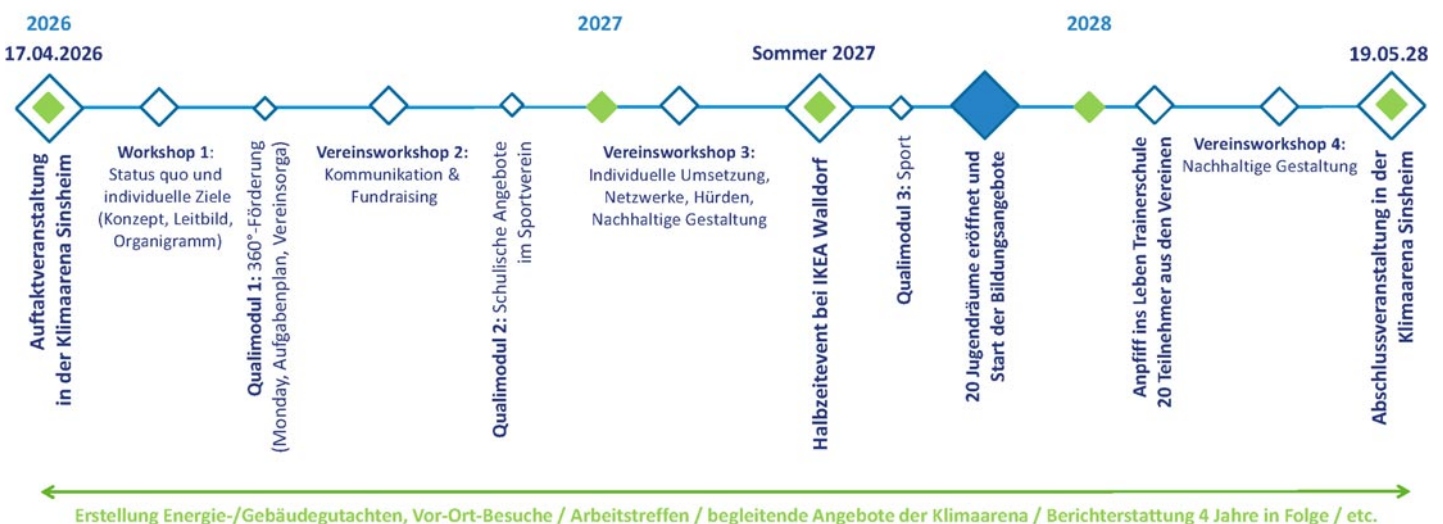 2026
2027
2028
17.04.2026
Sommer 2027
19.05.28
Auftaktveranstaltung
in der Klimaarena Sinsheim
Workshop 1:
Status quo und
individuelle Ziele
(Konzept, Leitbild,
Organigramm)
Qualimodul 1: 360°-Förderung
(Monday, Aufgabenplan, Vereinsorga)
Vereinsworkshop 2:
Kommunikation &
Fundraising
Qualimodul 2: Schulische Angebote
im Sportverein
Vereinsworkshop 3:
Individuelle Umsetzung,
Netzwerke, Hürden,
Nachhaltige Gestaltung
Halbzeitevent bei IKEA Walldorf
Qualimodul 3: Sport
20 Jugendräume eröffnet und
Start der Bildungsangebote
Anpfiff ins Leben Trainerschule
20 Teilnehmer aus den Vereinen
Vereinsworkshop 4:
Nachhaltige Gestaltung
Abschlussveranstaltung in der
Klimaarena Sinsheim
Erstellung Energie-/Gebäudegutachten, Vor-Ort-Besuche / Arbeitstreffen / begleitende Angebote der Klimaarena / Berichterstattung 4 Jahre in Folge / etc.